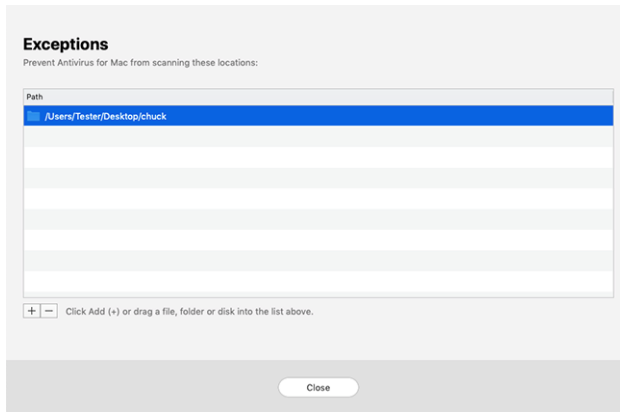 Exceptions
Prevent Antivirus for Mac from scanning these locations:
Path
/Users/Tester/Desktop/chuck
+ − Click Add (+) or drag a file, folder or disk into the list above.
Close